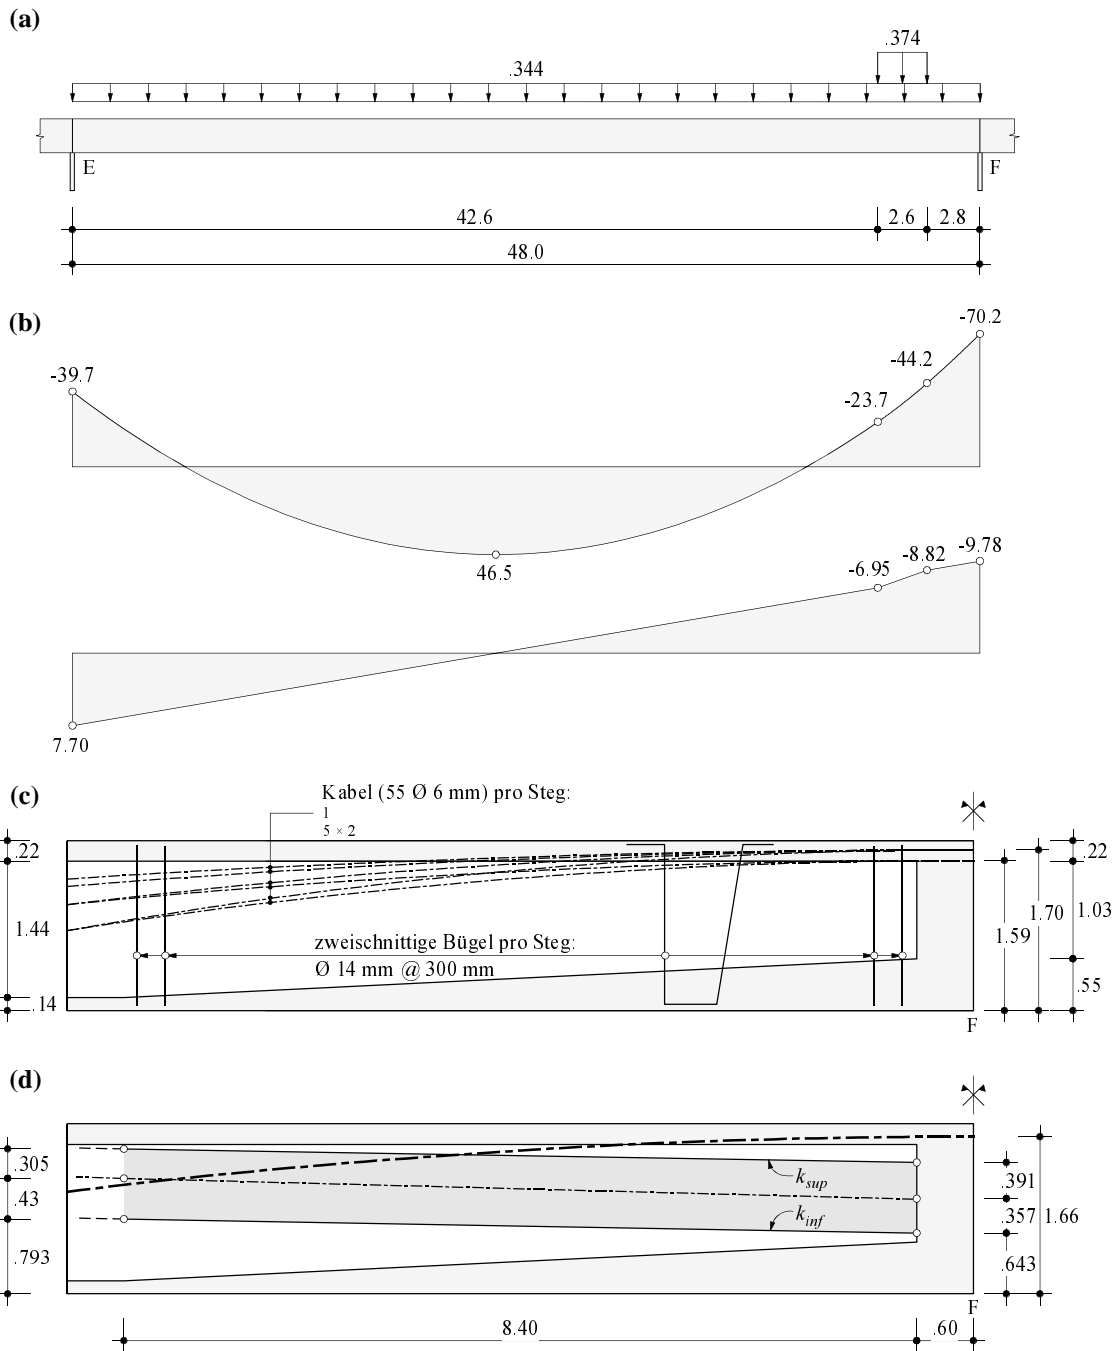 (a)
.374
.344
E
F
42.6
2.6
2.8
48.0
(b)
-70.2
-44.2
-39.7
-23.7
46.5
-9.78
-8.82
-6.95
7.70
(c)
Kabel (55 Ø 6 mm) pro Steg:
1
5 × 2
.22
.22
1.44
1.70
1.03
1.59
zweischnittige Bügel pro Steg:
Ø 14 mm @ 300 mm
.55
.14
F
(d)
.305
.43
.793
k sup
k inf
.391
.357
1.66
.643
F
8.40
.60